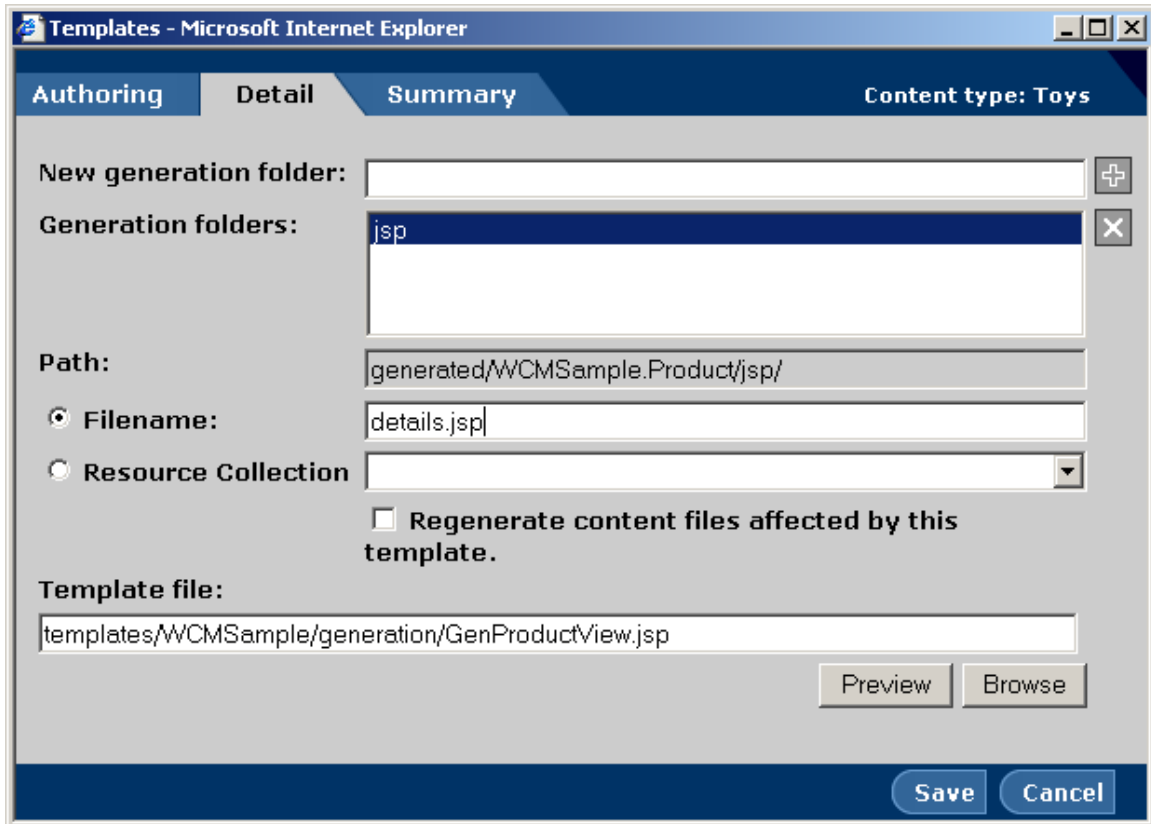 Templates - Microsoft Internet Explorer
Authoring Detail Summary Content type: Toys
New generation folder:
Generation folders: jsp
Path: generated/WCMSample.Product/jsp/
Filename: details.jsp
Resource Collection
Regenerate content files affected by this
template.
Template file:
templates/WCMSample/generation/GenProductView.jsp
Preview Browse
Save Cancel